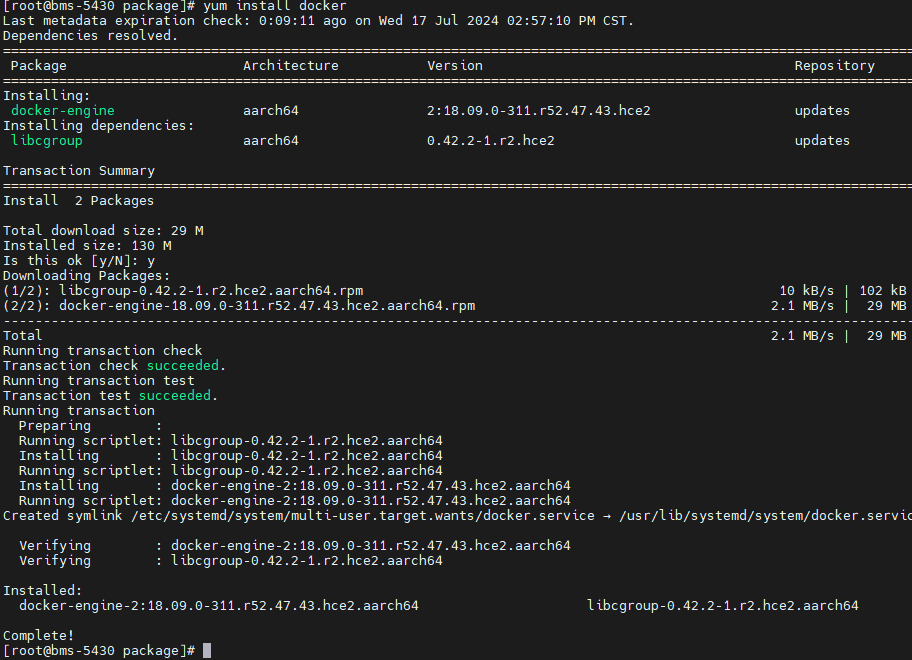 [root@bms-5430 package]# yum install docker
Last metadata expiration check: 0:09:11 ago on Wed 17 Jul 2024 02:57:10 PM CST.
Dependencies resolved.
Package Architecture Version Repository
Installing:
docker-engine aarch64 2:18.09.0-311.r52.47.43.hce2 updates
Installing dependencies:
libcgroup aarch64 0.42.2-1.r2.hce2 updates
Transaction Summary
Install 2 Packages
Total download size: 29 M
Installed size: 130 M
Is this ok [y/N]: y
Downloading Packages:
(1/2): libcgroup-0.42.2-1.r2.hce2.aarch64.rpm 10 kB/s | 102 kB
(2/2): docker-engine-18.09.0-311.r52.47.43.hce2.aarch64.rpm 2.1 MB/s | 29 MB
Total 2.1 MB/s | 29 MB
Running transaction check
Transaction check succeeded.
Running transaction test
Transaction test succeeded.
Running transaction
Preparing :
Running scriptlet: libcgroup-0.42.2-1.r2.hce2.aarch64
Installing : libcgroup-0.42.2-1.r2.hce2.aarch64
Running scriptlet: libcgroup-0.42.2-1.r2.hce2.aarch64
Installing : docker-engine-2:18.09.0-311.r52.47.43.hce2.aarch64
Running scriptlet: docker-engine-2:18.09.0-311.r52.47.43.hce2.aarch64
Created symlink /etc/systemd/system/multi-user.target.wants/docker.service → /usr/lib/systemd/system/docker.servic
Verifying : docker-engine-2:18.09.0-311.r52.47.43.hce2.aarch64
Verifying : libcgroup-0.42.2-1.r2.hce2.aarch64
Installed:
docker-engine-2:18.09.0-311.r52.47.43.hce2.aarch64 libcgroup-0.42.2-1.r2.hce2.aarch64
Complete!
[root@bms-5430 package]#